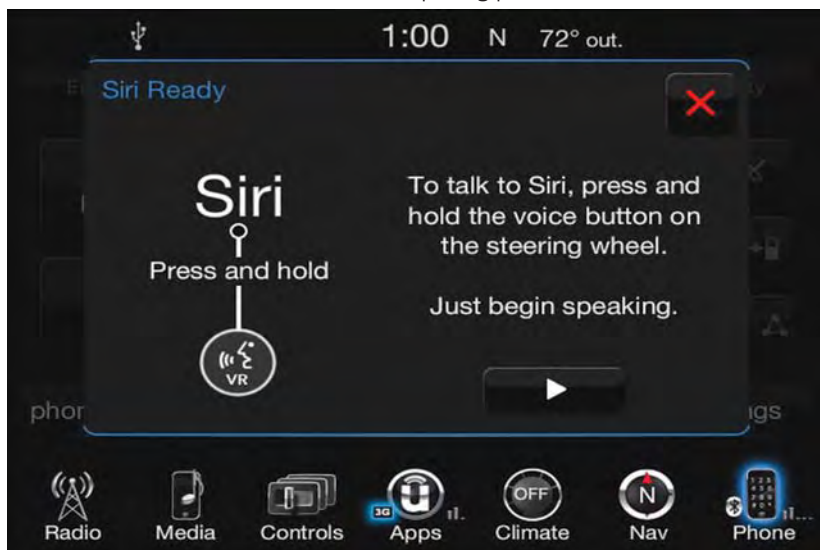 1:00 N 72° out.
Siri Ready
Siri
Press and hold
VR
To talk to Siri, press and
hold the voice button on
the steering wheel.
Just begin speaking.
phor
ngs
3G
OFF
N
Radio Media Controls Apps Climate Nav Phone